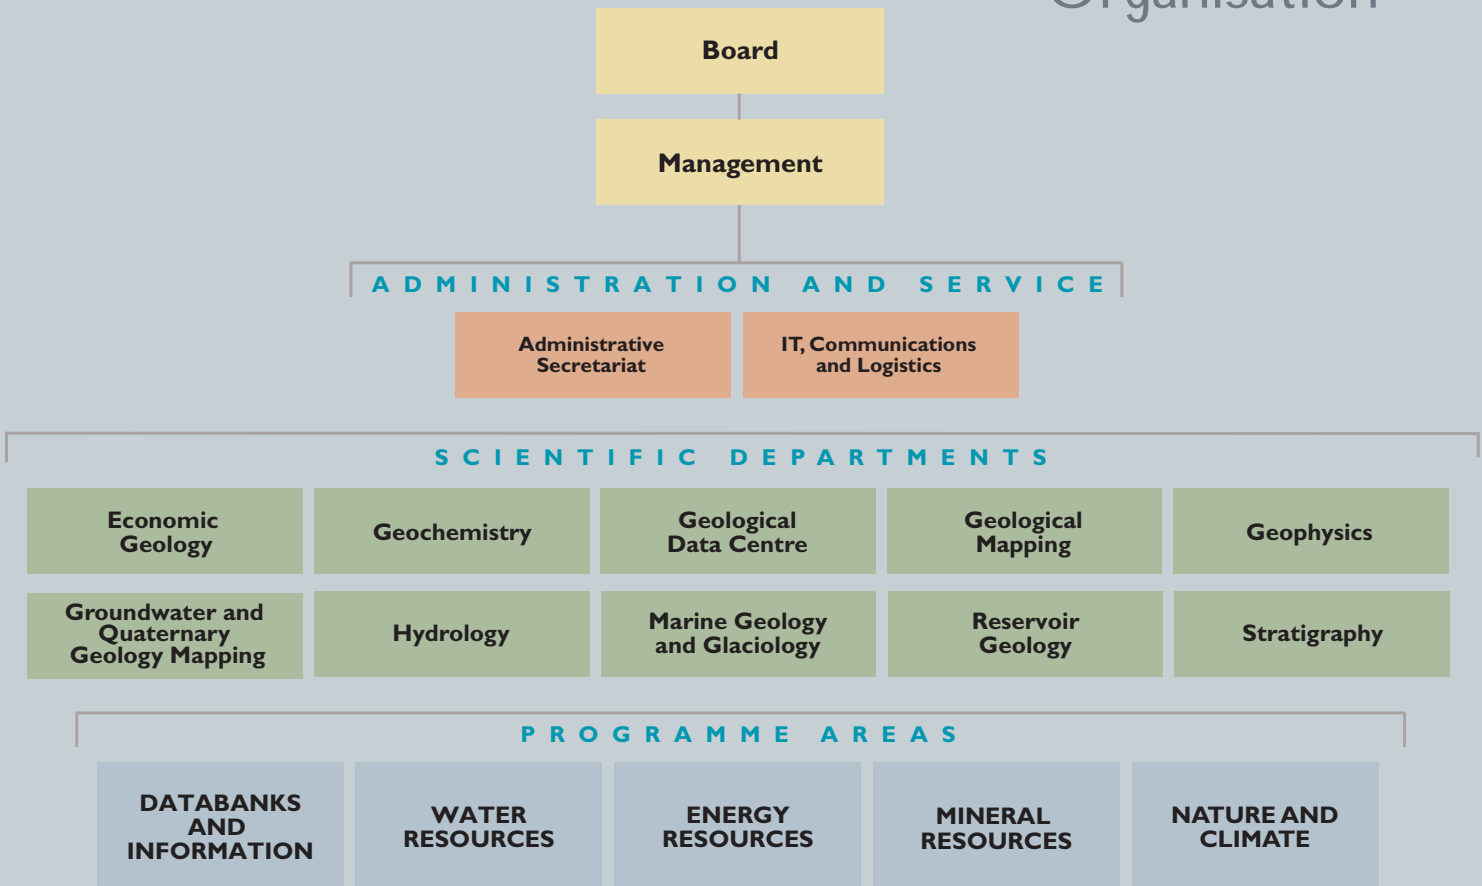 Organisation
Board
Management
ADMINISTRATION AND SERVICE
Administrative
Secretariat
IT, Communications
and Logistics
SCIENTIFIC DEPARTMENTS
Economic
Geology
Geochemistry
Geological
Data Centre
Geological
Mapping
Geophysics
Groundwater and
Quaternary
Geology Mapping
Hydrology
Marine Geology
and Glaciology
Reservoir
Geology
Stratigraphy
PROGRAMME AREAS
DATABANKS
AND
INFORMATION
WATER
RESOURCES
ENERGY
RESOURCES
MINERAL
RESOURCES
NATURE AND
CLIMATE